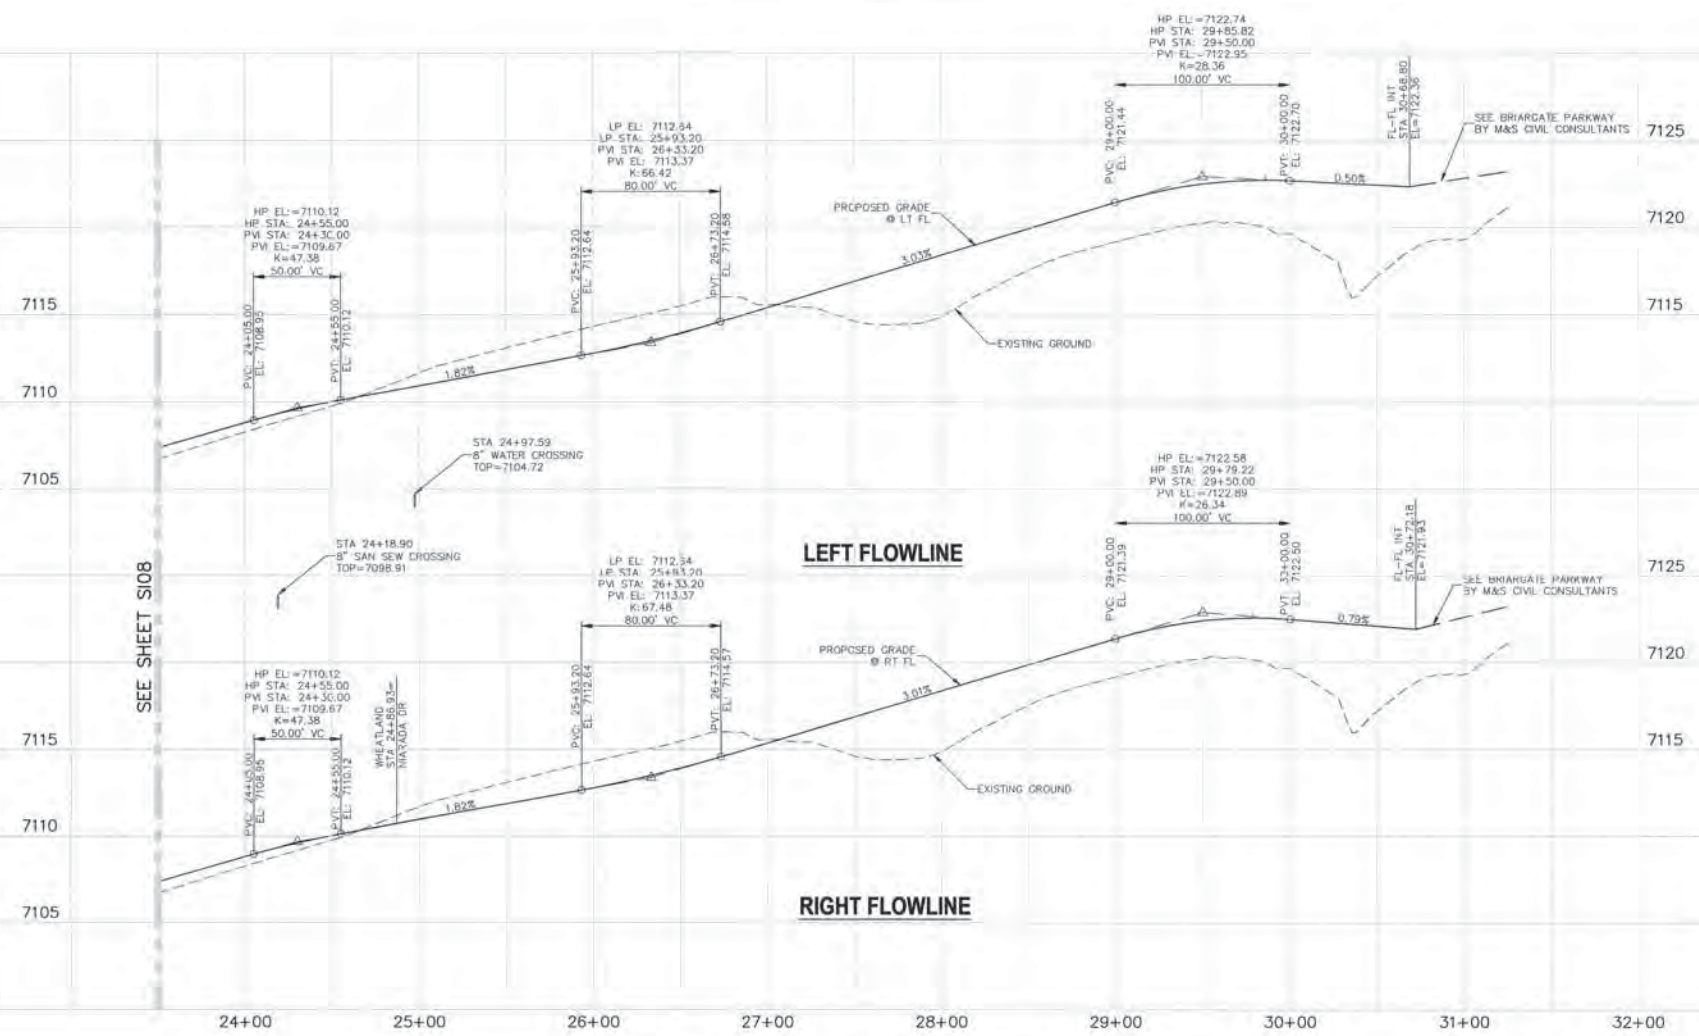 HP EL:=7122.74
HP STA: 29+85.82
PVI STA: 29+50.00
PVI EL:=7122.95
K=28.36
100.00' VC
PVC: 29+00.00
EL: 7121.44
PVT: 30+00.00
EL: 7122.70
FL-FL INT
STA 30+68.80
EL=7122.36
SEE BRIARGATE PARKWAY
BY M&S CIVIL CONSULTANTS
7125
LP EL: 7112.64
LP STA: 25+93.20
PVI STA: 26+33.20
PVI EL: 7113.37
K:66.42
80.00' VC
PVC: 25+93.20
EL: 7112.64
PVT: 26+73.20
EL: 7114.58
0.50%
PROPOSED GRADE
@ LT FL
7120
HP EL:=7110.12
HP STA: 24+55.00
PVI STA: 24+30.00
PVI EL:=7109.67
K=47.38
50.00' VC
PVC: 24+05.00
EL: 7108.95
PVT: 24+55.00
EL: 7110.12
3.03%
7115
7115
EXISTING GROUND
1.82%
7110
STA 24+97.59
8" WATER CROSSING
TOP=7104.72
7105
STA 24+18.90
8" SAN SEW CROSSING
TOP=7098.91
LEFT FLOWLINE
SEE SHEET SI08
HP EL:=7122.58
HP STA: 29+79.22
PVI STA: 29+50.00
PVI EL:=7122.89
K=26.34
100.00' VC
PVC: 29+00.00
EL: 7121.39
PVT: 33+00.00
EL: 7122.50
FL-FL INT
STA 30+72.18
EL=7121.93
SEE BRIARGATE PARKWAY
BY M&S CIVIL CONSULTANTS
7125
LP EL: 7112.64
LP STA: 25+93.20
PVI STA: 26+33.20
PVI EL: 7113.37
K:67.48
80.00' VC
PVC: 25+93.20
EL: 7112.64
PVT: 26+73.20
EL: 7114.57
0.79%
PROPOSED GRADE
@ RT FL
7120
HP EL:=7110.12
HP STA: 24+55.00
PVI STA: 24+30.00
PVI EL:=7109.67
K=47.38
50.00' VC
PVC: 24+05.00
EL: 7108.95
PVT: 24+55.00
EL: 7110.12
WHEATLAND
STA 24+86.93=
NIARADA DR
3.01%
7115
7115
EXISTING GROUND
1.82%
7110
RIGHT FLOWLINE
7105
24+00
25+00
26+00
27+00
28+00
29+00
30+00
31+00
32+00